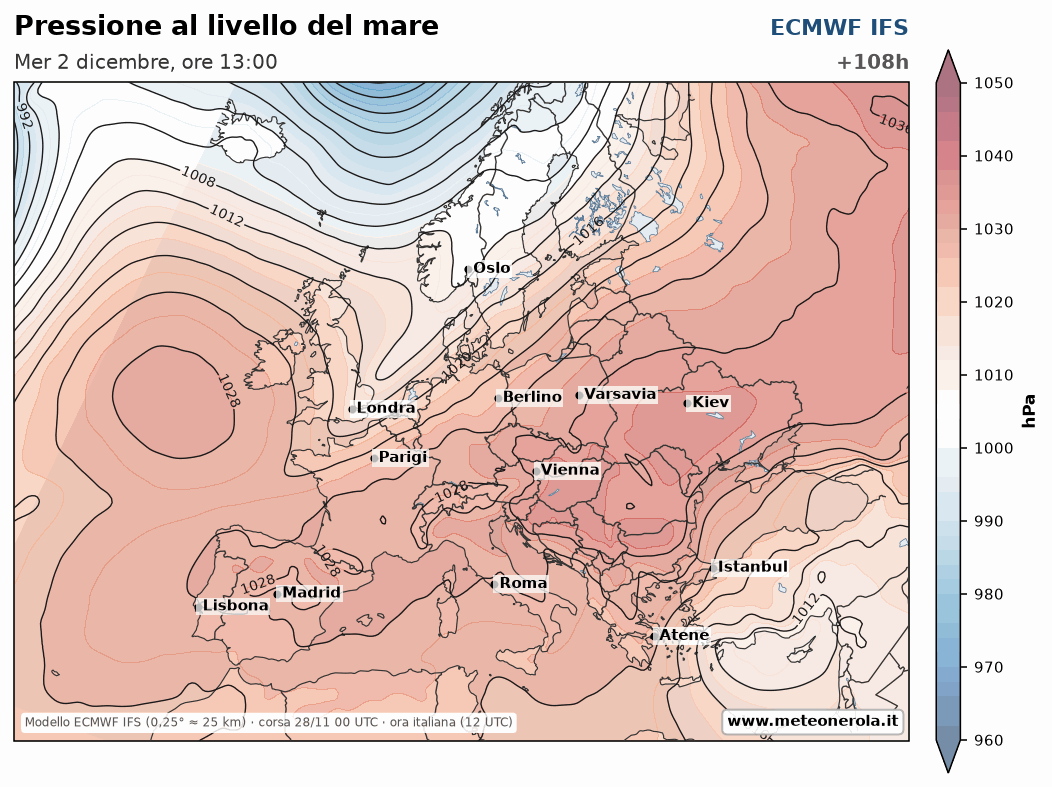 Pressione al livello del mare
ECMWF IFS
Mer 2 dicembre, ore 13:00
+108h
992
1036
1008
1012
1016
Oslo
1020
1028
Londra
Berlino
Varsavia
Kiev
Parigi
Vienna
1028
1028
1028
Madrid
Lisbona
Roma
Istanbul
1012
Atene
Modello ECMWF IFS (0,25° ≈ 25 km) · corsa 28/11 00 UTC · ora italiana (12 UTC)
www.meteonerola.it
1050
1040
1030
1020
1010
1000
990
980
970
960
hPa